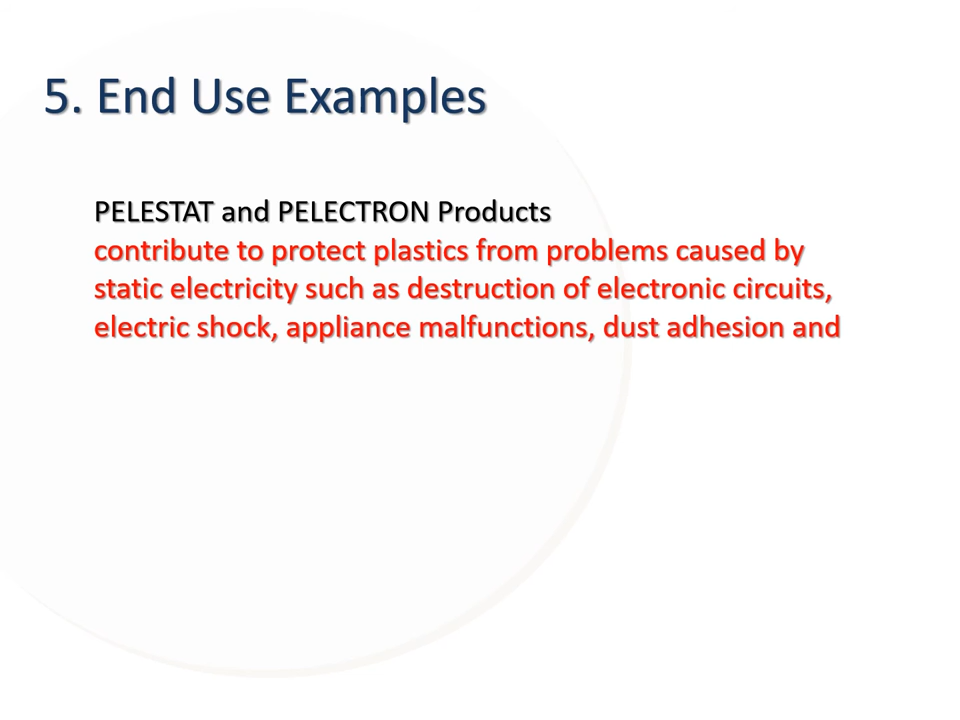 5. End Use Examples
PELESTAT and PELECTRON Products
contribute to protect plastics from problems caused by
static electricity such as destruction of electronic circuits,
electric shock, appliance malfunctions, dust adhesion and